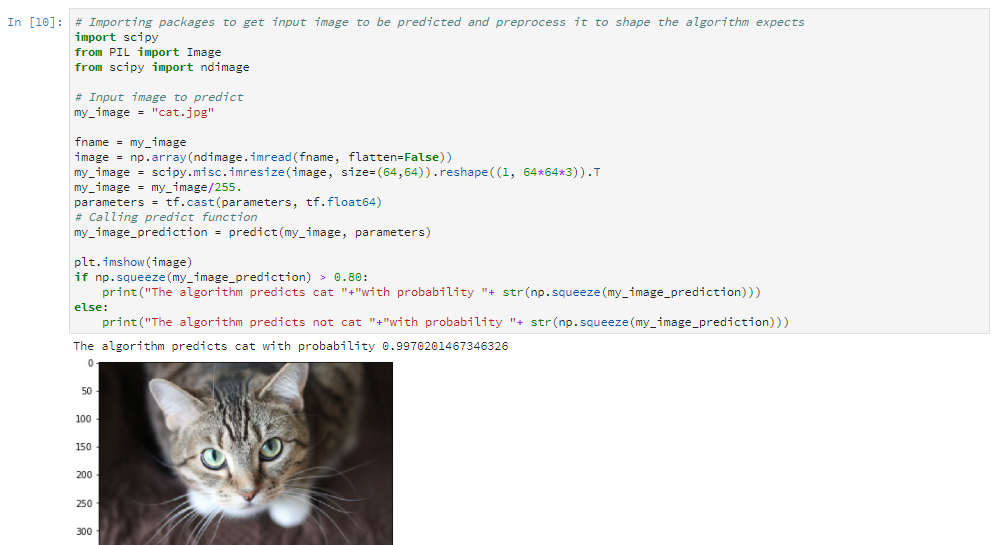 In [10]: # Importing packages to get input image to be predicted and preprocess it to shape the algorithm expects
import scipy
from PIL import Image
from scipy import ndimage
# Input image to predict
my_image = "cat.jpg"
fname = my_image
image = np.array(ndimage.imread(fname, flatten=False))
my_image = scipy.misc.imresize(image, size=(64,64)).reshape((1, 64*64*3)).T
my_image = my_image/255.
parameters = tf.cast(parameters, tf.float64)
# Calling predict function
my_image_prediction = predict(my_image, parameters)
plt.imshow(image)
if np.squeeze(my_image_prediction) > 0.80:
    print("The algorithm predicts cat "+"with probability "+ str(np.squeeze(my_image_prediction)))
else:
    print("The algorithm predicts not cat "+"with probability "+ str(np.squeeze(my_image_prediction)))
The algorithm predicts cat with probability 0.9970201467346326
0
50
100
150
200
250
300